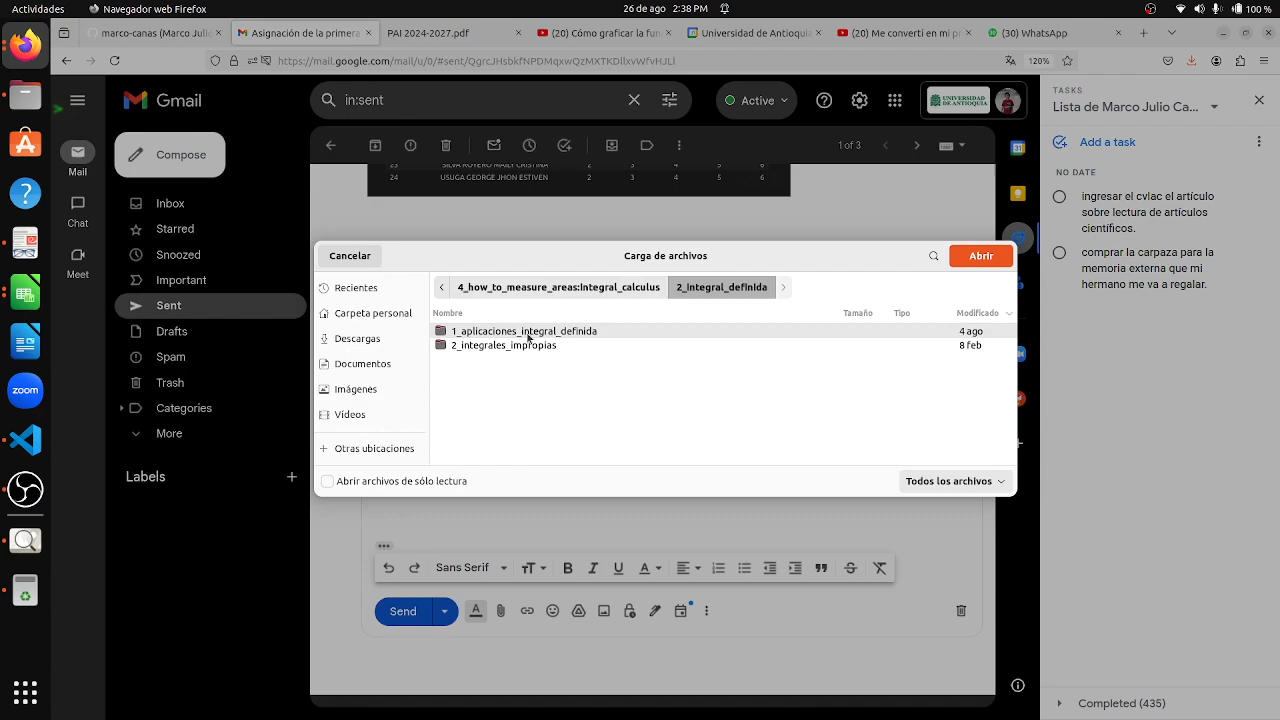 Actividades
Navegador web Firefox
26 de ago 2:38 PM
100 %
marco-canas (Marco Julio
Asignación de la primera
PAI 2024-2027.pdf
(20) Cómo graficar la fun
Universidad de Antioquia
(20) Me convertí en mi pr
(30) WhatsApp
https://mail.google.com/mail/u/0/#sent/QgrcJHsbkfNPDMqxwQzMXTKDllxvWfvHJLl
120%
Gmail
in:sent
Active
UNIVERSIDAD
DE ANTIOQUIA
TASKS
Lista de Marco Julio Ca...
Compose
1 of 3
Add a task
Mail
Chat
Meet
Inbox
Starred
Snoozed
Important
Sent
Drafts
Spam
Trash
Categories
More
Labels
23 SILVA ROYERO MAILY CRISTINA 2 3 4 5 6
24 USUGA GEORGE JHON ESTIVEN 2 3 4 5 6
NO DATE
ingresar el cvlac el artículo
sobre lectura de artículos
científicos.
Haz una compra para la
memoria externa que mi.
Cancelar
Carga de archivos
Abrir
4_how_to_measure_areas:integral_calculus
2_integral_definida
Recientes
Carpeta personal
Descargas
Documentos
Imágenes
Vídeos
Otras ubicaciones
Nombre
Tamaño
Tipo
Modificado
1_aplicaciones_integral_definida
4 ago
2_integrales_impropias
8 feb
Abrir archivos de sólo lectura
Todos los archivos
Sans Serif
Send
zoom
Completed (435)